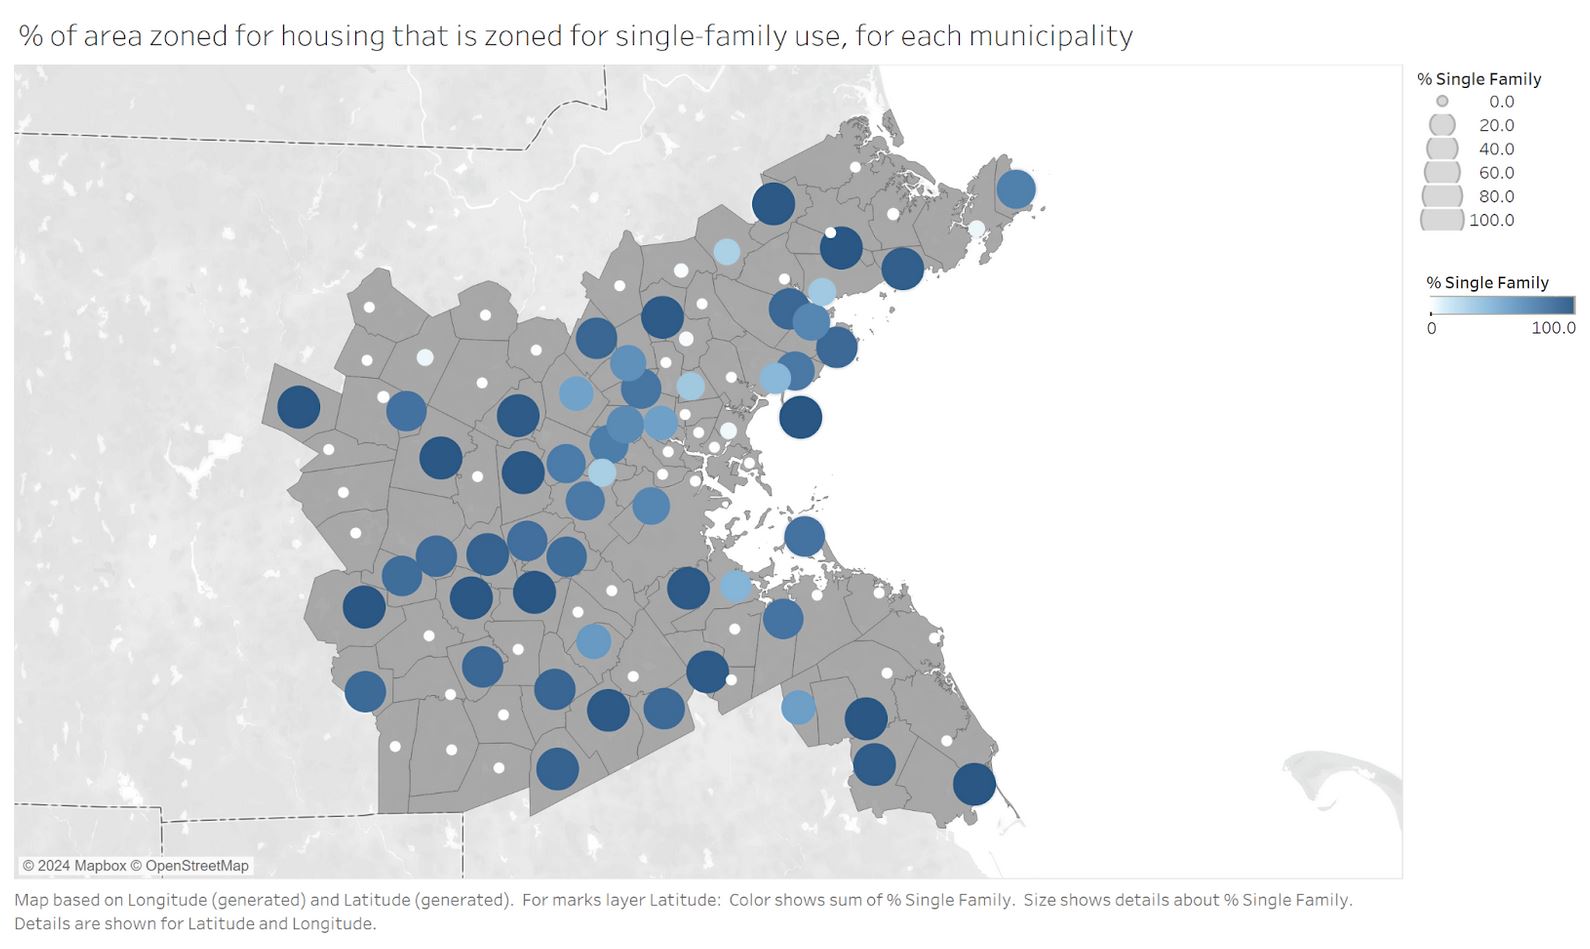 % of area zoned for housing that is zoned for single-family use, for each municipality
% Single Family
0.0
20.0
40.0
60.0
80.0
100.0
% Single Family
0 100.0
© 2024 Mapbox © OpenStreetMap
Map based on Longitude (generated) and Latitude (generated). For marks layer Latitude: Color shows sum of % Single Family. Size shows details about % Single Family.
Details are shown for Latitude and Longitude.